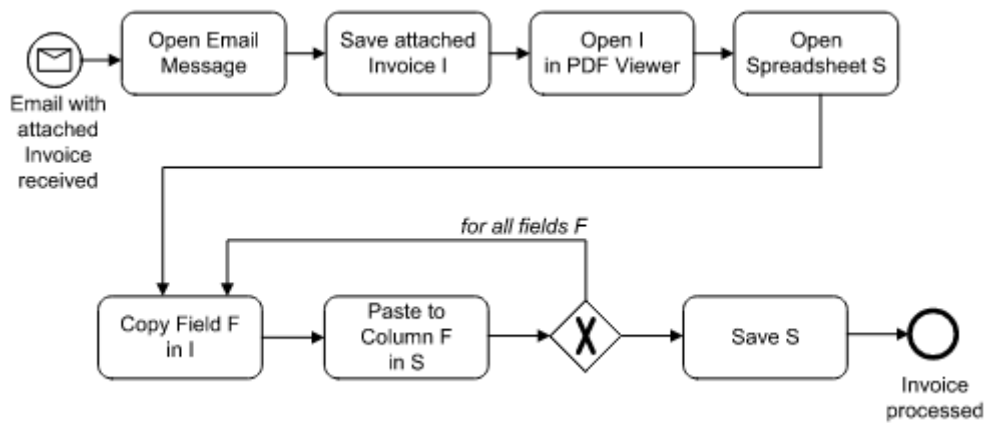 Open Email
Message
Save attached
Invoice I
Open I
in PDF Viewer
Open
Spreadsheet S
Email with
attached
Invoice
received
for all fields F
Copy Field F
in I
Paste to
Column F
in S
X
Save S
Invoice
processed